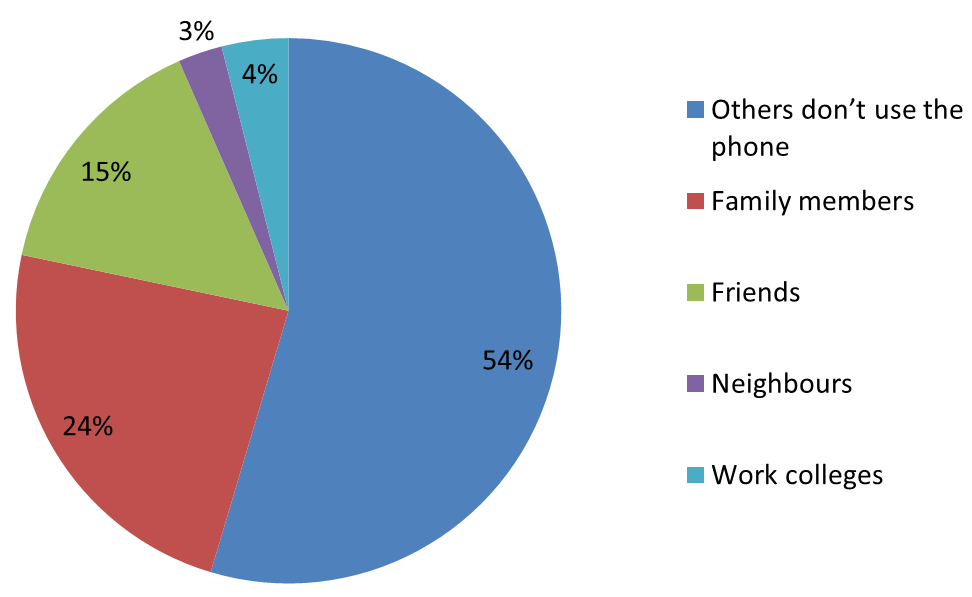 3%
4%
15%
54%
24%
Others don’t use the
phone
Family members
Friends
Neighbours
Work colleges